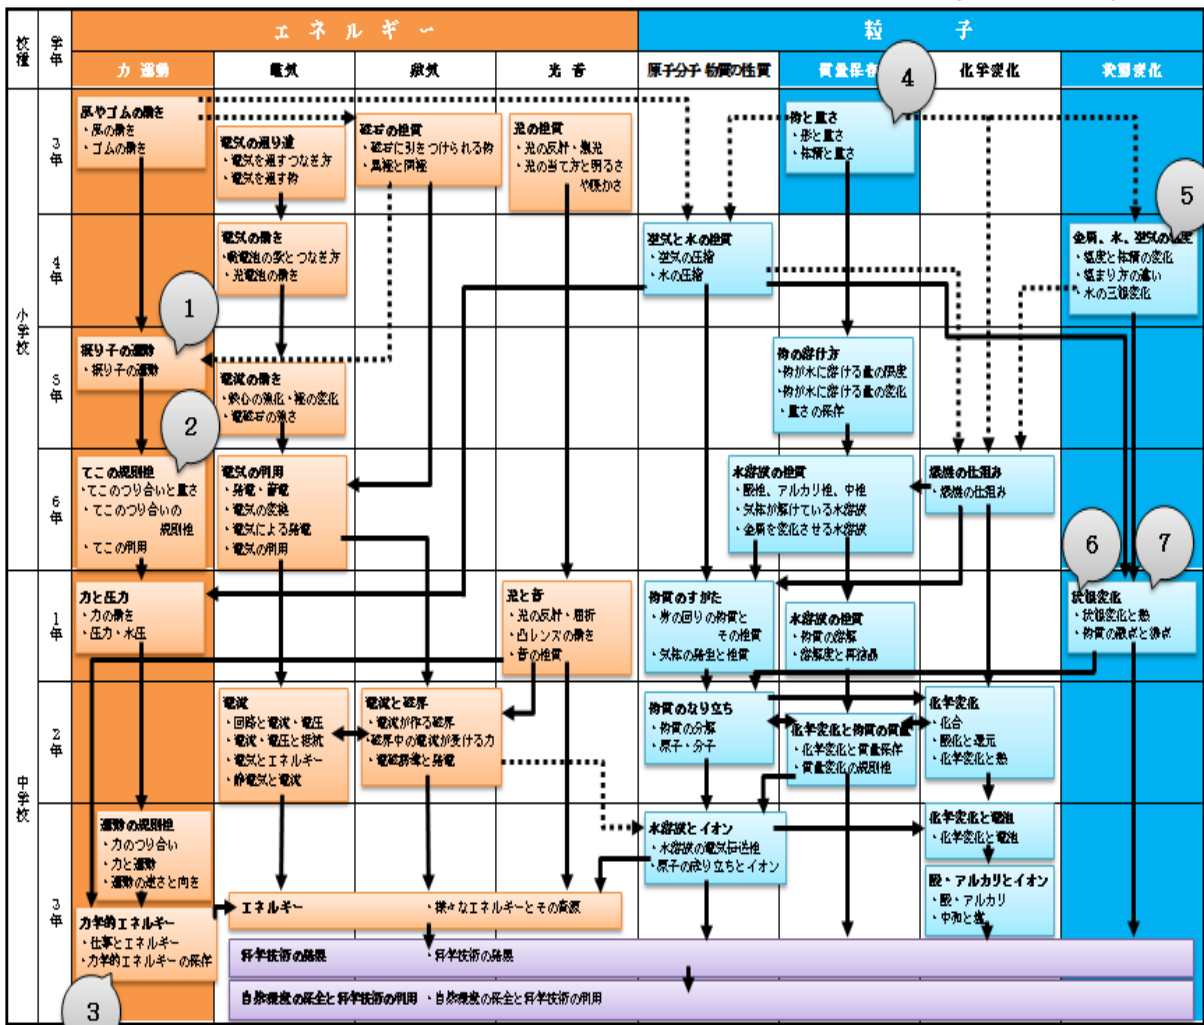 校種
学年
エネルギー
粒子
力 運動
電気
磁気
光 音
原子分子 物質の性質
質量保存
化学変化
状態変化
小学校
3年
風やゴムの働き
・風の働き
・ゴムの働き
電気の通り道
・電気を通すつなぎ方
・電気を通す物
磁石の性質
・磁石に引きつけられる物
・異極と同極
光の性質
・光の反射・集光
・光の当て方と明るさ
や暖かさ
物と重さ
・形と重さ
・体積と重さ
4
4年
電気の働き
・乾電池の数とつなぎ方
・光電池の働き
空気と水の性質
・空気の圧縮
・水の圧縮
金属、水、空気の温度
・温度と体積の変化
・温まり方の違い
・水の三態変化
5
5年
振り子の運動
・振り子の運動
1
電流の働き
・鉄心の磁化・極の変化
・電磁石の強さ
物の溶け方
・物が水に溶ける量の限度
・物が水に溶ける量の変化
・重さの保存
6年
てこの規則性
・てこのつり合いと重さ
・てこのつり合いの
規則性
・てこの利用
2
電気の利用
・発電・蓄電
・電気の変換
・電気による発熱
・電気の利用
水溶液の性質
・酸性、アルカリ性、中性
・気体が解けている水溶液
・金属を変化させる水溶液
燃焼の仕組み
・燃焼の仕組み
中学校
1年
力と圧力
・力の働き
・圧力・水圧
光と音
・光の反射・屈折
・凸レンズの働き
・音の性質
物質のすがた
・身の回りの物質と
その性質
・気体の発生と性質
水溶液の性質
・物質の溶解
・溶解度と再結晶
状態変化
・状態変化と熱
・物質の融点と沸点
6
7
2年
電流
・回路と電流・電圧
・電流・電圧と抵抗
・電気とエネルギー
・静電気と電流
電流と磁界
・電流が作る磁界
・磁界中の電流が受ける力
・電磁誘導と発電
物質のなり立ち
・物質の分解
・原子・分子
化学変化と物質の質量
・化学変化と質量保存
・質量変化の規則性
化学変化
・化合
・酸化と還元
・化学変化と熱
3年
運動の規則性
・力のつり合い
・力と運動
・運動の速さと向き
水溶液とイオン
・水溶液の電気伝導性
・原子の成り立ちとイオン
化学変化と電池
・化学変化と電池
酸・アルカリとイオン
・酸・アルカリ
・中和と塩
力学的エネルギー
・仕事とエネルギー
・力学的エネルギーの保存
3
エネルギー ・様々なエネルギーとその資源
科学技術の発展 ・科学技術の発展
自然環境の保全と科学技術の利用 ・自然環境の保全と科学技術の利用